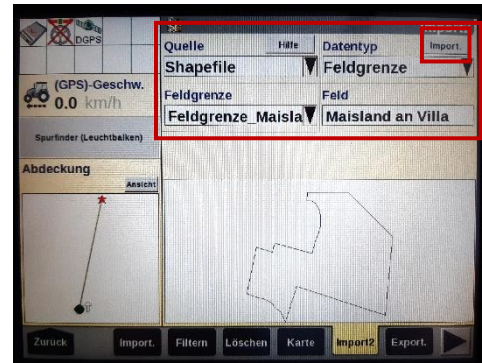 DGPS
(GPS)-Geschw.
0.0 km/h
Spurfinder (Leuchtbalken)
Abdeckung
Ansicht
Quelle
Hilfe
Datentyp
Import.
Shapefile
Feldgrenze
Feldgrenze
Feld
Feldgrenze_Maisla
Maisland an Villa
Zurück
Import.
Filtern
Löschen
Karte
Import2
Export.